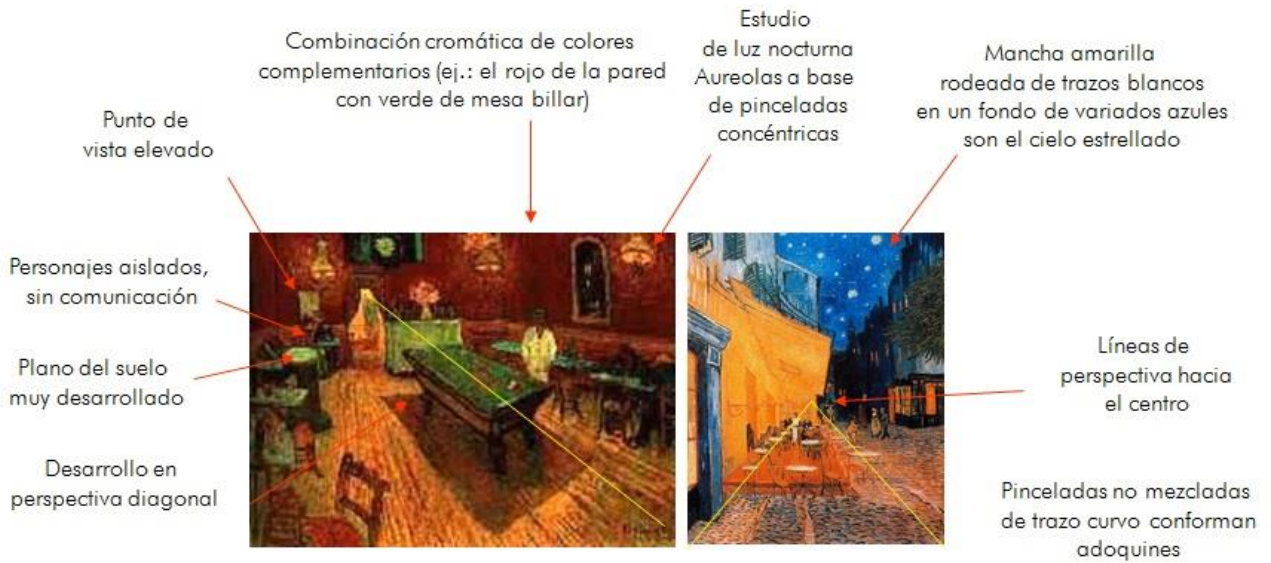 Combinación cromática de colores
complementarios (ej.: el rojo de la pared
con verde de mesa billar)
Estudio
de luz nocturna
Aureolas a base
de pinceladas
concéntricas
Mancha amarilla
rodeada de trazos blancos
en un fondo de variados azules
son el cielo estrellado
Punto de
vista elevado
Personajes aislados,
sin comunicación
Plano del suelo
muy desarrollado
Desarrollo en
perspectiva diagonal
Líneas de
perspectiva hacia
el centro
Pinceladas no mezcladas
de trazo curvo conforman
adoquines